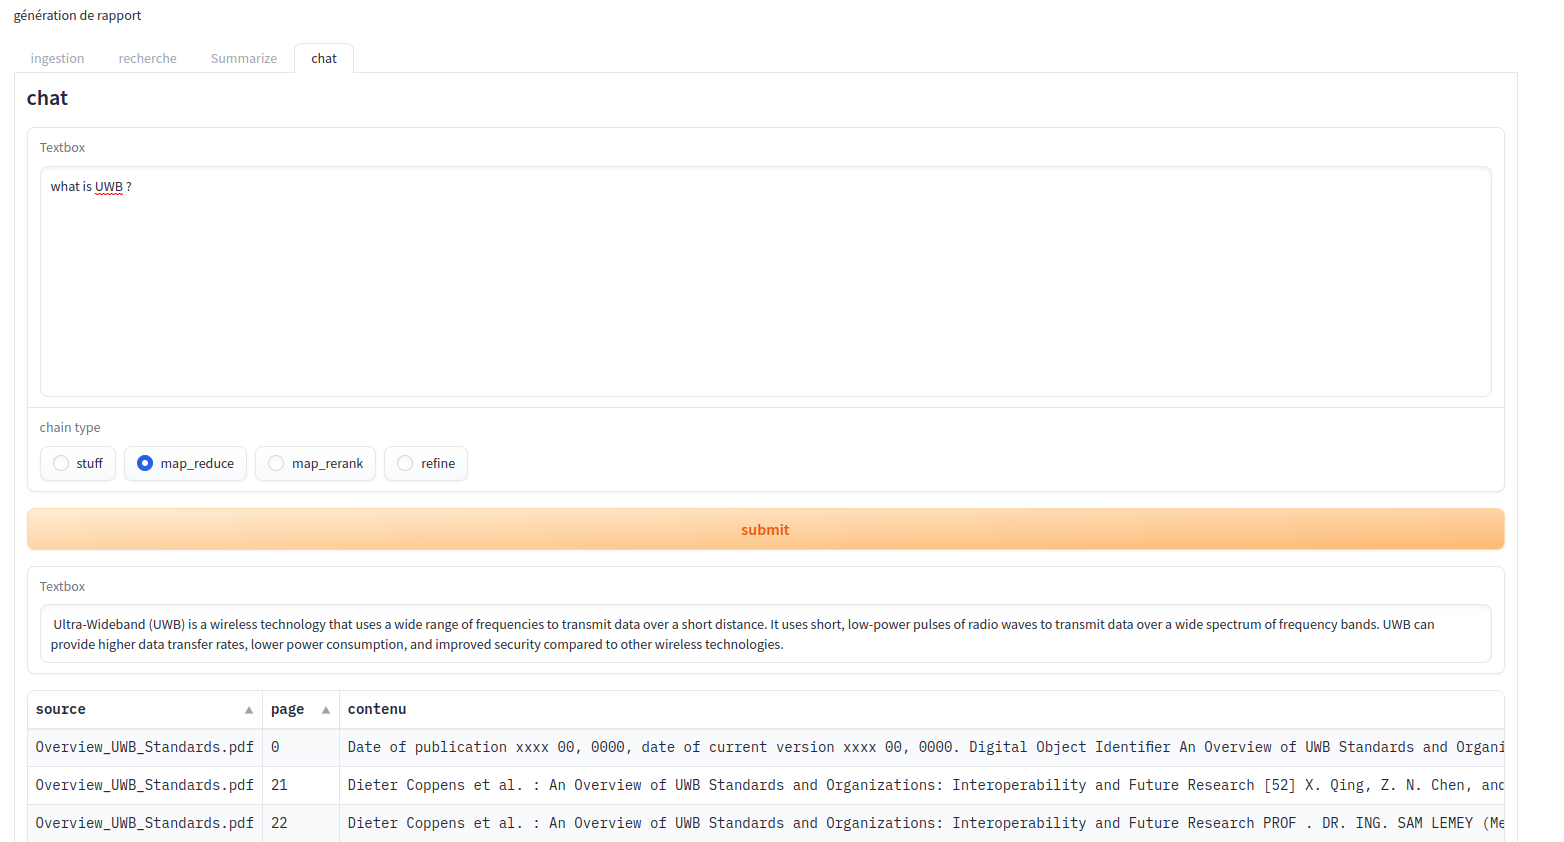 génération de rapport
ingestion recherche Summarize chat
chat
Textbox
what is UWB ?
chain type
stuff map_reduce map_rerank refine
submit
Textbox
Ultra-Wideband (UWB) is a wireless technology that uses a wide range of frequencies to transmit data over a short distance. It uses short, low-power pulses of radio waves to transmit data over a wide spectrum of frequency bands. UWB can
provide higher data transfer rates, lower power consumption, and improved security compared to other wireless technologies.
source page contenu
Overview_UWB_Standards.pdf 0 Date of publication xxxx 00, 0000, date of current version xxxx 00, 0000. Digital Object Identifier An Overview of UWB Standards and Organi
Overview_UWB_Standards.pdf 21 Dieter Coppens et al. : An Overview of UWB Standards and Organizations: Interoperability and Future Research [52] X. Qing, Z. N. Chen, and
Overview_UWB_Standards.pdf 22 Dieter Coppens et al. : An Overview of UWB Standards and Organizations: Interoperability and Future Research PROF . DR. ING. SAM LEMEY (Me